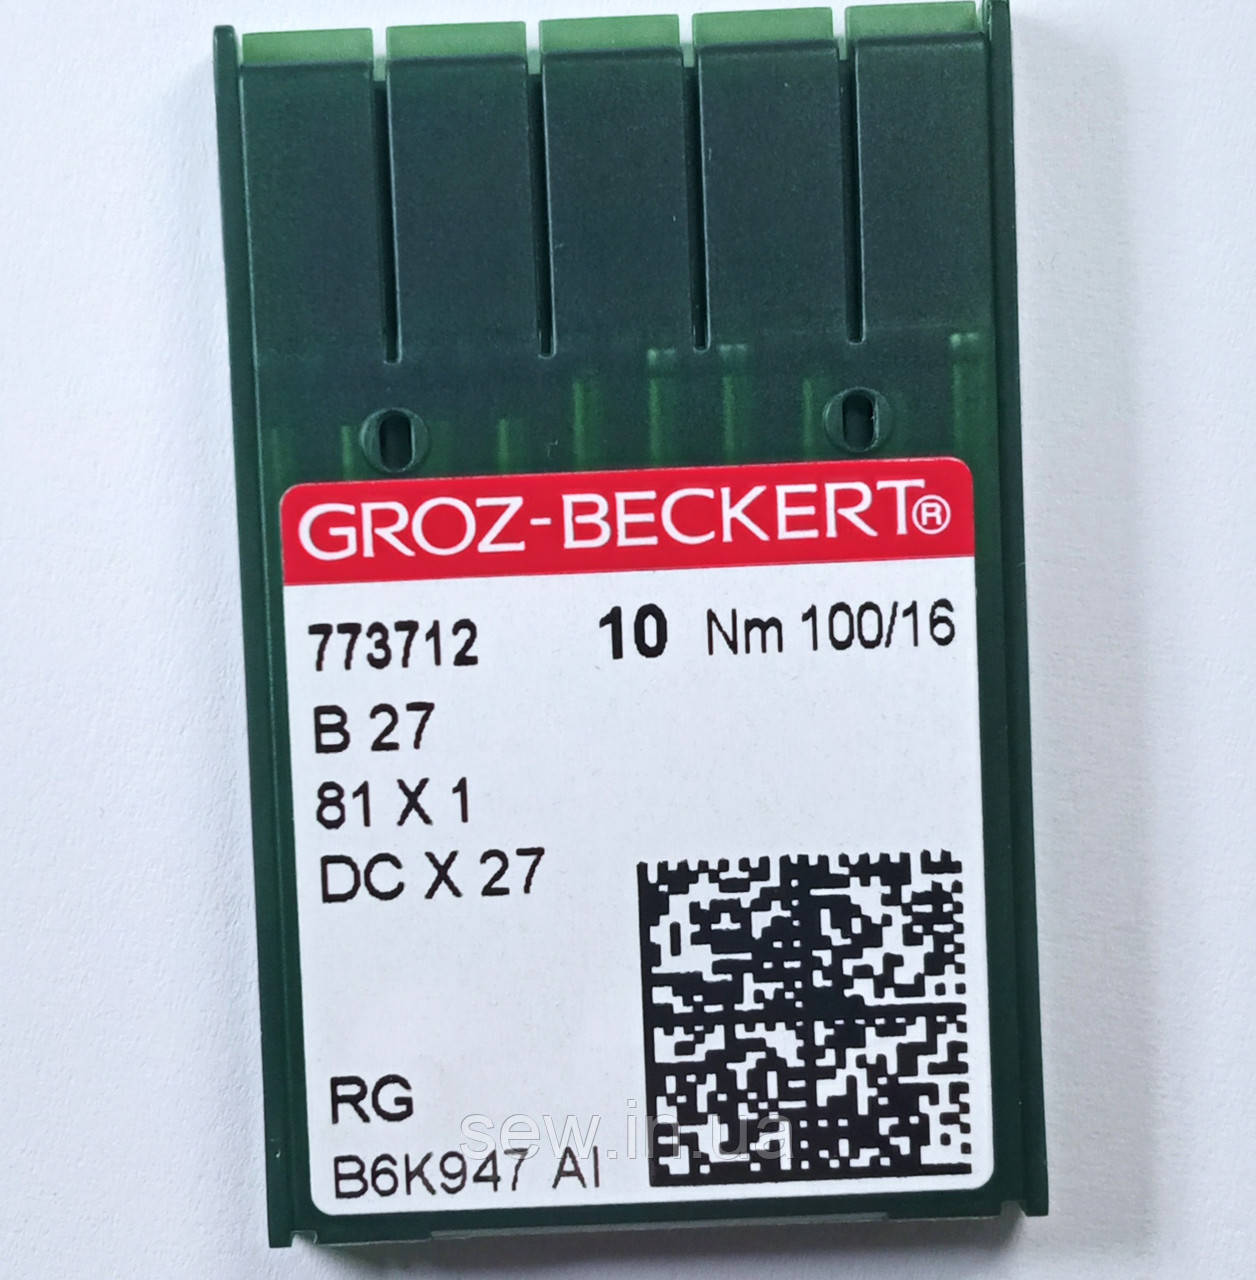 GROZ-BECKERT®
773712 10 Nm 100/16
B 27
81 X 1
DC X 27
RG
sew.in.ua
B6K947 AI